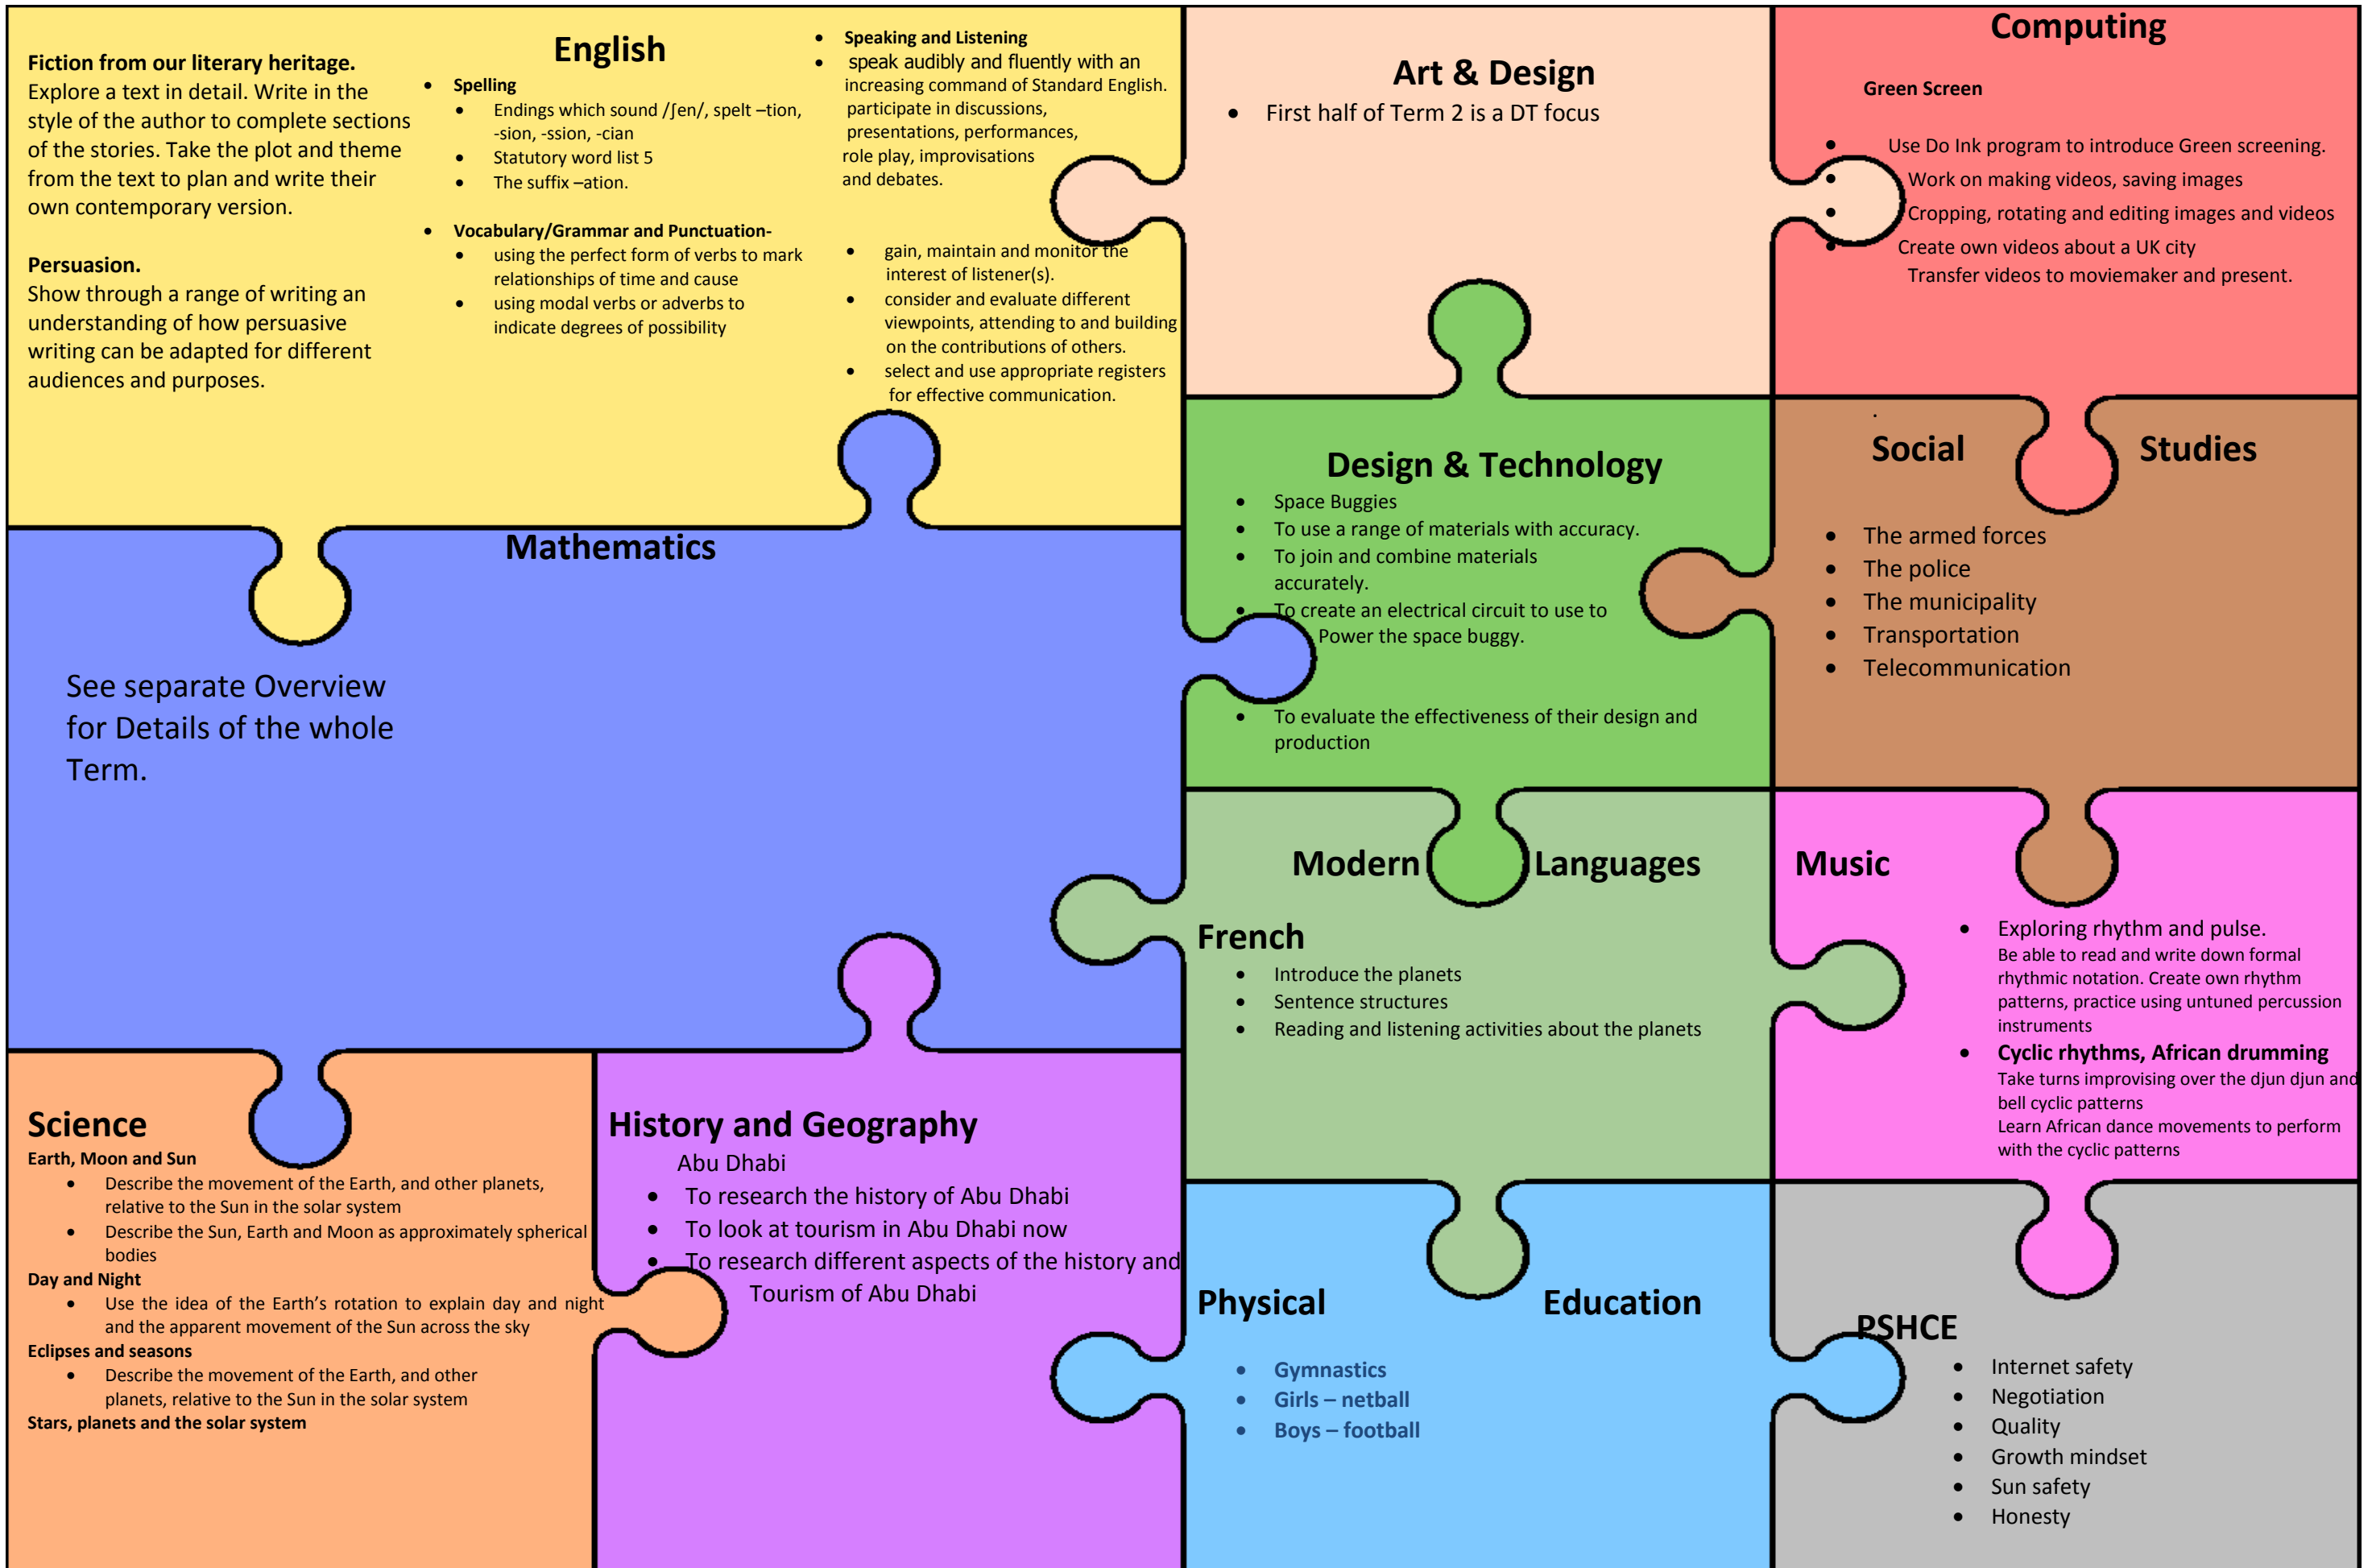 English
Fiction from our literary heritage.
Explore a text in detail. Write in the
style of the author to complete sections
of the stories. Take the plot and theme
from the text to plan and write their
own contemporary version.
Persuasion.
Show through a range of writing an
understanding of how persuasive
writing can be adapted for different
audiences and purposes.
• Spelling
• Endings which sound /ʃen/, spelt –tion,
-sion, -ssion, -cian
• Statutory word list 5
• The suffix –ation.
• Vocabulary/Grammar and Punctuation-
• using the perfect form of verbs to mark
relationships of time and cause
• using modal verbs or adverbs to
indicate degrees of possibility
• Speaking and Listening
• speak audibly and fluently with an
increasing command of Standard English.
participate in discussions,
presentations, performances,
role play, improvisations
and debates.
• gain, maintain and monitor the
interest of listener(s).
• consider and evaluate different
viewpoints, attending to and building
on the contributions of others.
• select and use appropriate registers
for effective communication.
Art & Design
• First half of Term 2 is a DT focus
Computing
Green Screen
• Use Do Ink program to introduce Green screening.
• Work on making videos, saving images
• Cropping, rotating and editing images and videos
• Create own videos about a UK city
Transfer videos to moviemaker and present.
.
Mathematics
See separate Overview
for Details of the whole
Term.
Design & Technology
• Space Buggies
• To use a range of materials with accuracy.
• To join and combine materials
accurately.
• To create an electrical circuit to use to
Power the space buggy.
• To evaluate the effectiveness of their design and
production
Social Studies
• The armed forces
• The police
• The municipality
• Transportation
• Telecommunication
Modern Languages
French
• Introduce the planets
• Sentence structures
• Reading and listening activities about the planets
Music
• Exploring rhythm and pulse.
Be able to read and write down formal
rhythmic notation. Create own rhythm
patterns, practice using untuned percussion
instruments
• Cyclic rhythms, African drumming
Take turns improvising over the djun djun and
bell cyclic patterns
Learn African dance movements to perform
with the cyclic patterns
Science
Earth, Moon and Sun
• Describe the movement of the Earth, and other planets,
relative to the Sun in the solar system
• Describe the Sun, Earth and Moon as approximately spherical
bodies
Day and Night
• Use the idea of the Earth’s rotation to explain day and night
and the apparent movement of the Sun across the sky
Eclipses and seasons
• Describe the movement of the Earth, and other
planets, relative to the Sun in the solar system
Stars, planets and the solar system
History and Geography
Abu Dhabi
• To research the history of Abu Dhabi
• To look at tourism in Abu Dhabi now
• To research different aspects of the history and
Tourism of Abu Dhabi
Physical Education
• Gymnastics
• Girls – netball
• Boys – football
PSHCE
• Internet safety
• Negotiation
• Quality
• Growth mindset
• Sun safety
• Honesty